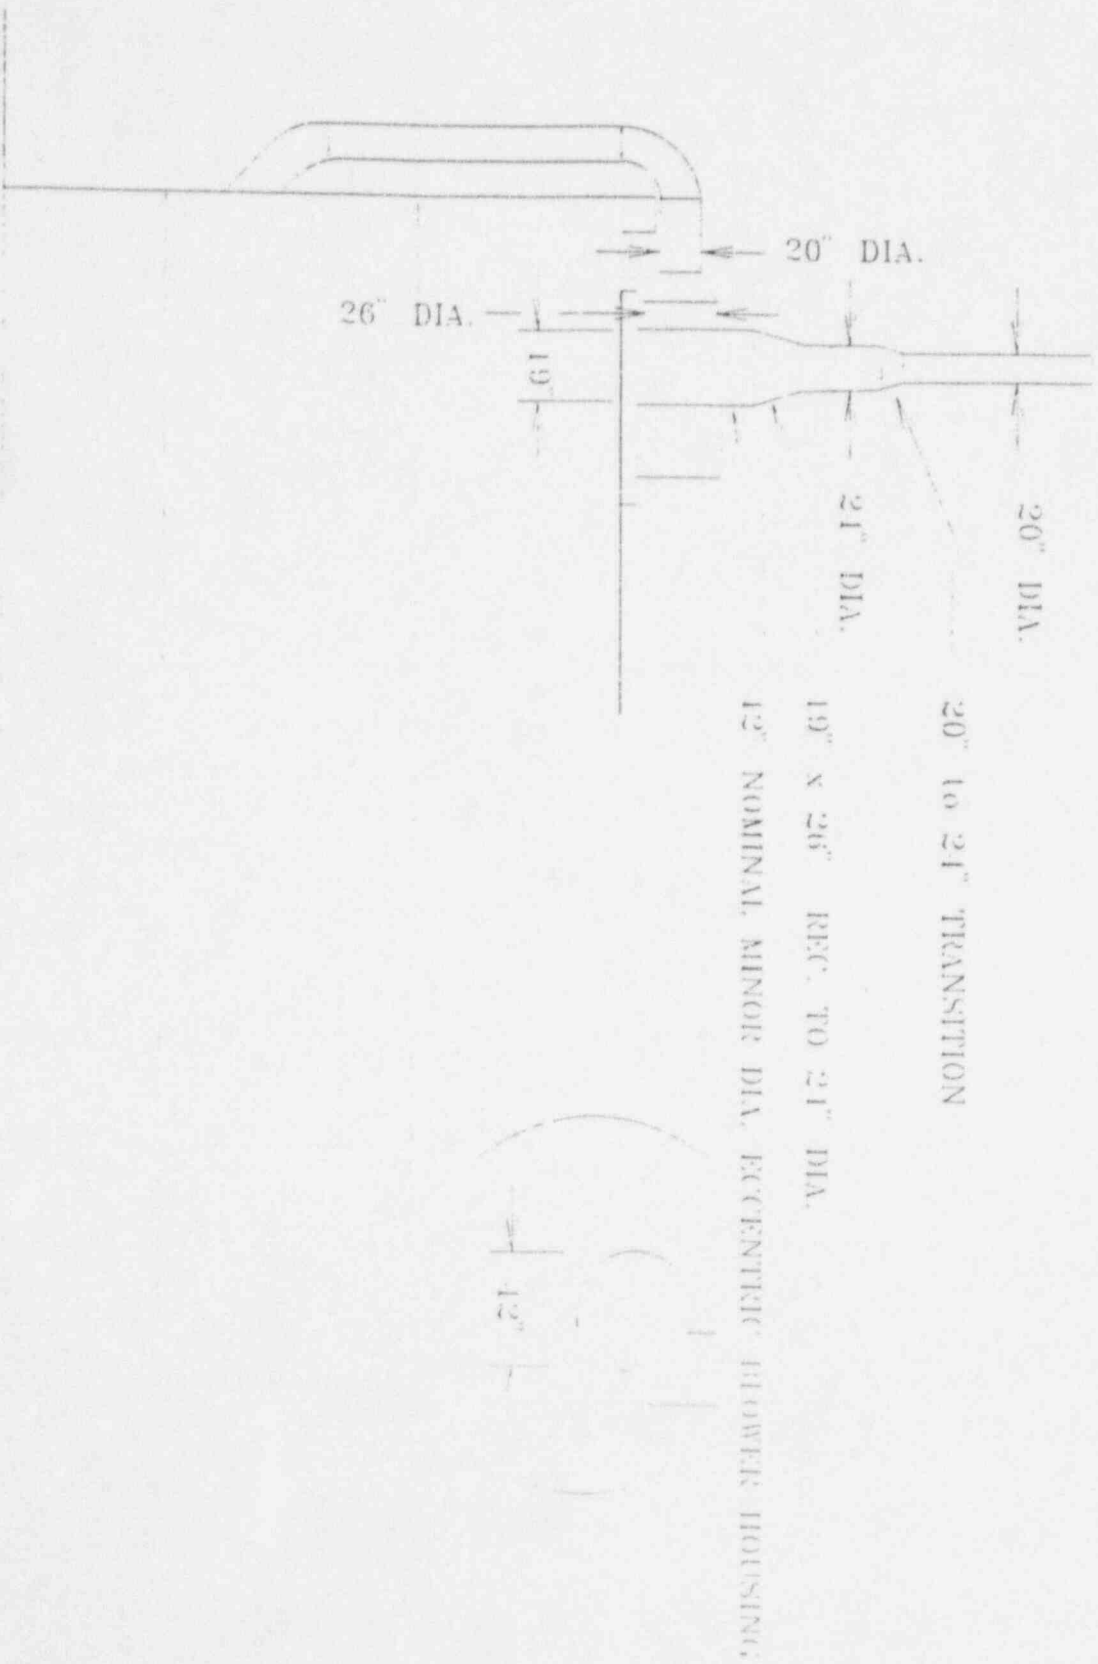 20" DIA.
26" DIA.
19"
21" DIA.
20" DIA.
20" to 21" TRANSITION
19" x 26" REC. TO 21" DIA.
12" NOMINAL MINOR DIA. ECCENTRIC BLOWER HOUSING
12"